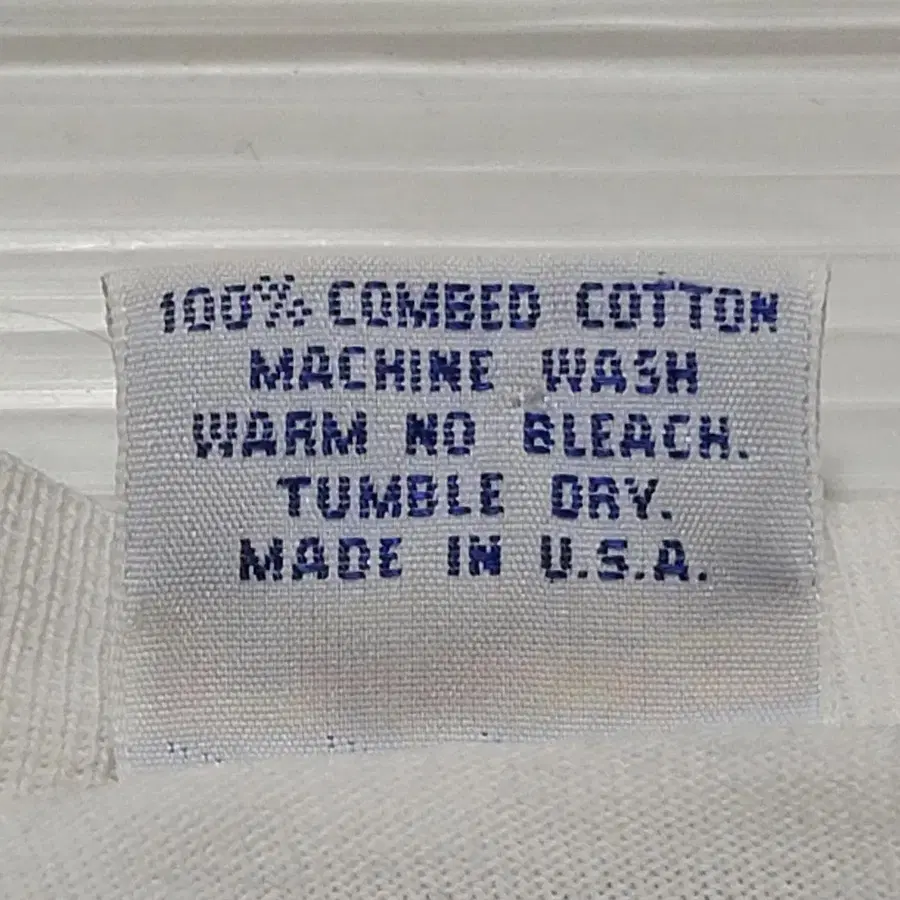 100% COMBED COTTON
MACHINE WASH
WARM NO BLEACH.
TUMBLE DRY.
MADE IN U.S.A.